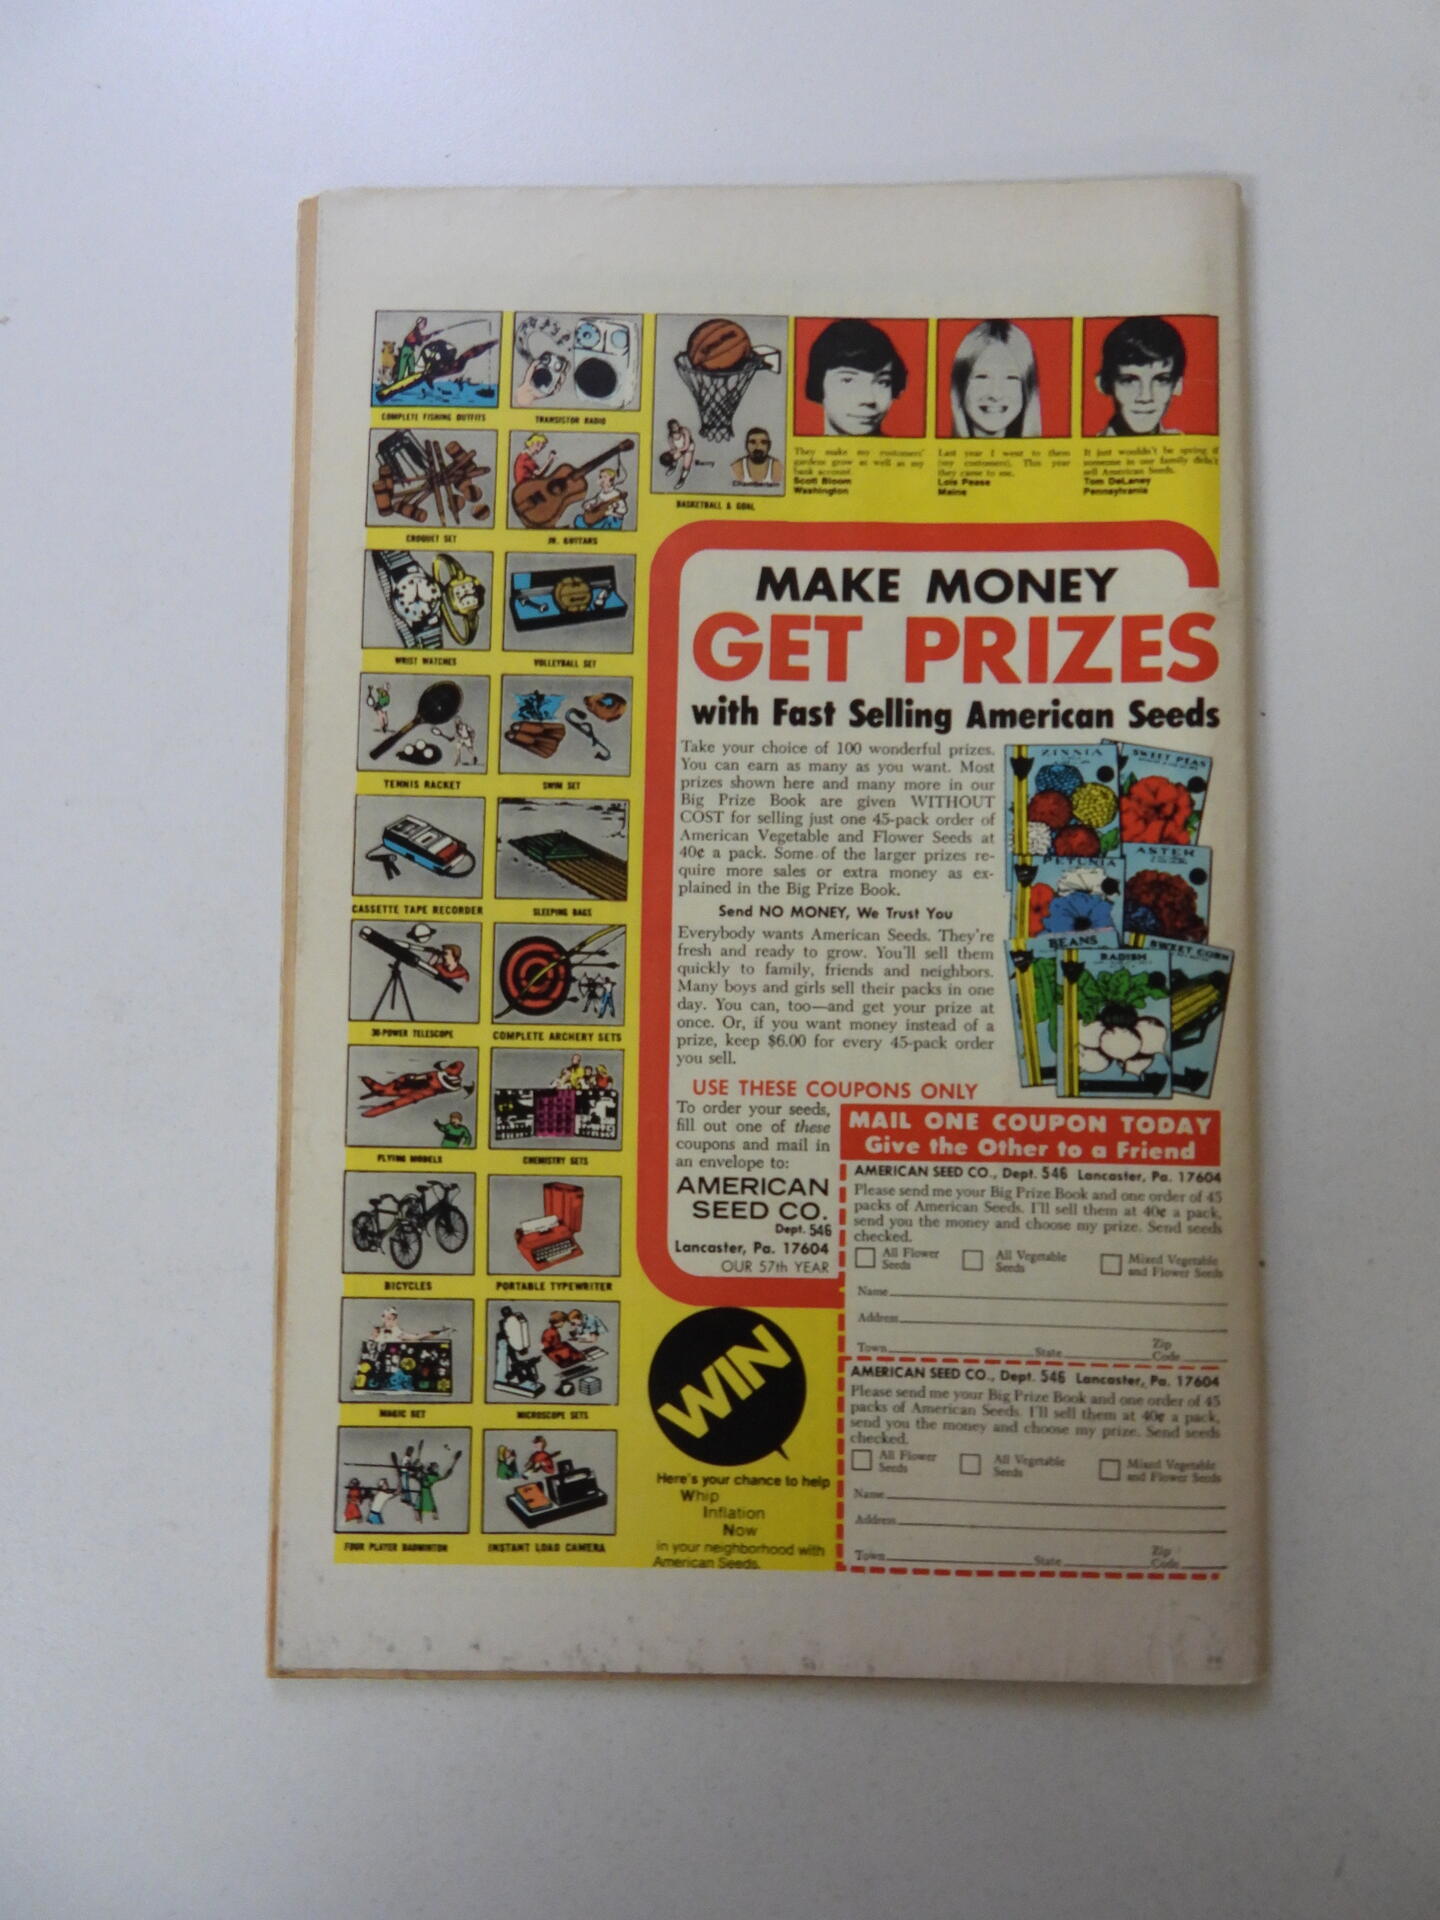 COMPLETE FISHING OUTFITS
TRANSISTOR RADIO
Barry
Chamberlain
BASKETBALL & GOAL
CROQUET SET
JR. GUITARS
WRIST WATCHES
VOLLEYBALL SET
TENNIS RACKET
SWIM SET
CASSETTE TAPE RECORDER
SLEEPING BAGS
30-POWER TELESCOPE
COMPLETE ARCHERY SETS
FLYING MODELS
CHEMISTRY SETS
BICYCLES
PORTABLE TYPEWRITER
MAGIC SET
MICROSCOPE SETS
FOUR PLAYER BADMINTON
INSTANT LOAD CAMERA
They make my customers'
gardens grow as well as my
bank account.
Scott Bloom
Washington
Last year I went to them
(my customers). This year
they came to me.
Lois Pease
Maine
It just wouldn't be spring if
someone in our family didn't
sell American Seeds.
Tom DeLaney
Pennsylvania
MAKE MONEY
GET PRIZES
with Fast Selling American Seeds
Take your choice of 100 wonderful prizes.
You can earn as many as you want. Most
prizes shown here and many more in our
Big Prize Book are given WITHOUT
COST for selling just one 45-pack order of
American Vegetable and Flower Seeds at
40¢ a pack. Some of the larger prizes re-
quire more sales or extra money as ex-
plained in the Big Prize Book.
Send NO MONEY, We Trust You
Everybody wants American Seeds. They're
fresh and ready to grow. You'll sell them
quickly to family, friends and neighbors.
Many boys and girls sell their packs in one
day. You can, too—and get your prize at
once. Or, if you want money instead of a
prize, keep $6.00 for every 45-pack order
you sell.
ZINNIA
SWEET PEAS
PETUNIA
ASTER
BEANS
RADISH
SWEET CORN
USE THESE COUPONS ONLY
To order your seeds,
fill out one of these
coupons and mail in
an envelope to:
AMERICAN
SEED CO.
Dept. 546
Lancaster, Pa. 17604
OUR 57th YEAR
MAIL ONE COUPON TODAY
Give the Other to a Friend
AMERICAN SEED CO., Dept. 546 Lancaster, Pa. 17604
Please send me your Big Prize Book and one order of 45
packs of American Seeds. I'll sell them at 40¢ a pack,
send you the money and choose my prize. Send seeds
checked.
All Flower
Seeds
All Vegetable
Seeds
Mixed Vegetable
and Flower Seeds
Name
Address
Town State Zip Code
AMERICAN SEED CO., Dept. 546 Lancaster, Pa. 17604
Please send me your Big Prize Book and one order of 45
packs of American Seeds. I'll sell them at 40¢ a pack,
send you the money and choose my prize. Send seeds
checked.
All Flower
Seeds
All Vegetable
Seeds
Mixed Vegetable
and Flower Seeds
Name
Address
Town State Zip Code
WIN
Here's your chance to help
Whip
Inflation
Now
in your neighborhood with
American Seeds.